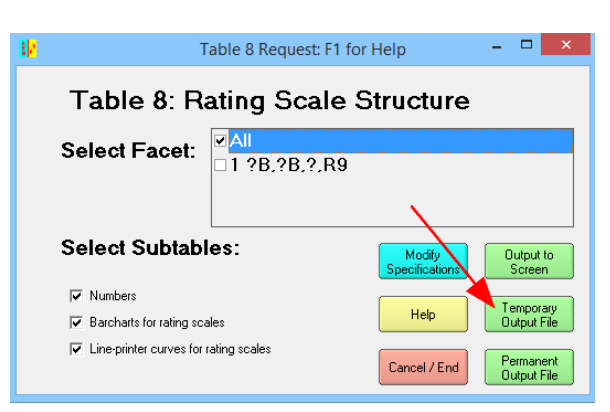 Table 8 Request: F1 for Help
Table 8: Rating Scale Structure
Select Facet:
All
1 ?B,?B,?,R9
Select Subtables:
Numbers
Barcharts for rating scales
Line-printer curves for rating scales
Modify
Specifications
Output to
Screen
Help
Temporary
Output File
Cancel / End
Permanent
Output File